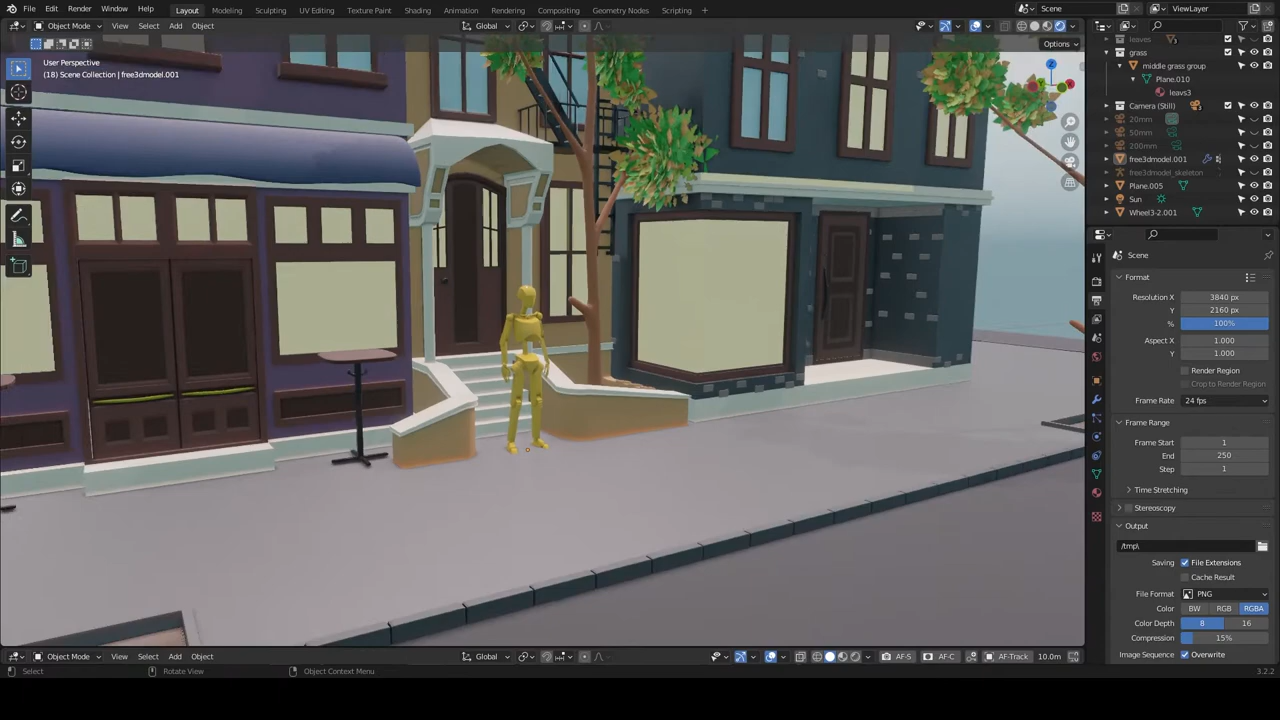 File Edit Render Window Help Layout Modeling Sculpting UV Editing Texture Paint Shading Animation Rendering Compositing Geometry Nodes Scripting + Scene ViewLayer
Object Mode View Select Add Object Global
Options
User Perspective
(18) Scene Collection | free3dmodel.001
leaves
grass
middle grass group
Plane.010
leavs3
Camera (Still)
20mm
50mm
200mm
free3dmodel.001
free3dmodel_skeleton
Plane.005
Sun
Wheel3-2.001
Scene
Format
Resolution X 3840 px
Y 2160 px
% 100%
Aspect X 1.000
Y 1.000
Render Region
Crop to Render Region
Frame Rate 24 fps
Frame Range
Frame Start 1
End 250
Step 1
Time Stretching
Stereoscopy
Output
/tmp\
Saving File Extensions
Cache Result
File Format PNG
Color BW RGB RGBA
Color Depth 8 16
Compression 15%
Image Sequence Overwrite
Object Mode View Select Add Object Global AF-S AF-C AF-Track 10.0m
Select Rotate View Object Context Menu 3.2.2